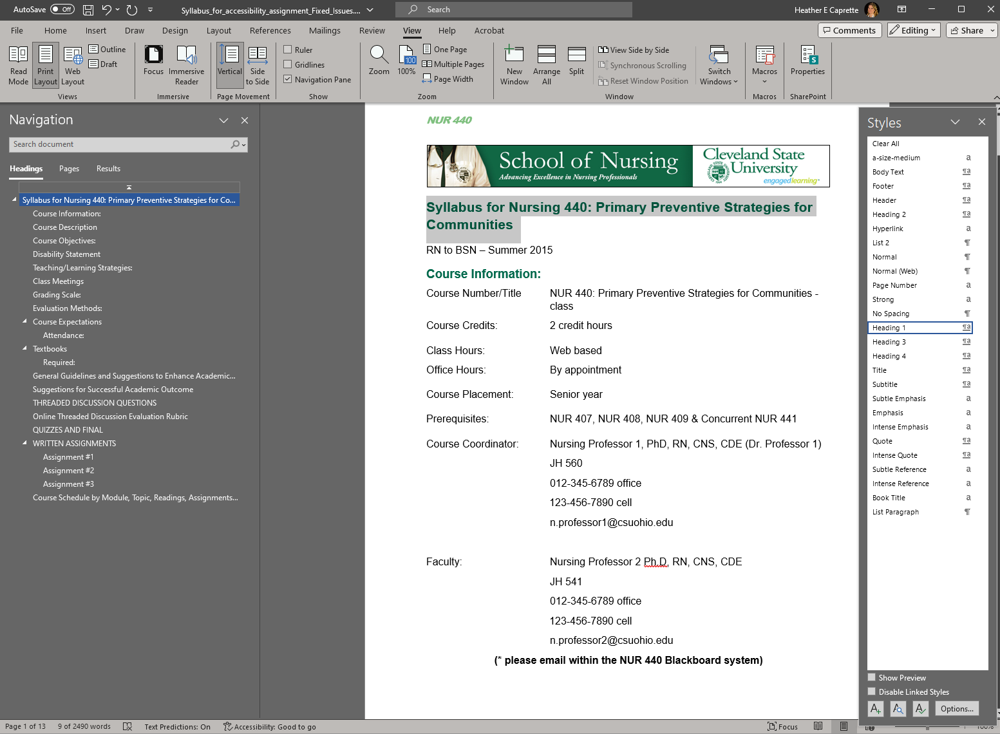 AutoSave Off Syllabus_for_accessibility_assignment_Fixed_Issues.... Search Heather E Caprette
File Home Insert Draw Design Layout References Mailings Review View Help Acrobat Comments Editing Share
Read Mode
Print Layout
Web Layout
Outline
Draft
Views
Focus
Immersive Reader
Immersive
Vertical
Side to Side
Page Movement
Ruler
Gridlines
Navigation Pane
Show
Zoom
100
100%
One Page
Multiple Pages
Page Width
Zoom
New Window
Arrange All
Split
View Side by Side
Synchronous Scrolling
Reset Window Position
Switch Windows
Window
Macros
Macros
Properties
SharePoint
Navigation
Search document
Headings Pages Results
Syllabus for Nursing 440: Primary Preventive Strategies for Co...
Course Information:
Course Description
Course Objectives:
Disability Statement
Teaching/Learning Strategies:
Class Meetings
Grading Scale:
Evaluation Methods:
Course Expectations
Attendance:
Textbooks
Required:
General Guidelines and Suggestions to Enhance Academic...
Suggestions for Successful Academic Outcome
THREADED DISCUSSION QUESTIONS
Online Threaded Discussion Evaluation Rubric
QUIZZES AND FINAL
WRITTEN ASSIGNMENTS
Assignment #1
Assignment #2
Assignment #3
Course Schedule by Module, Topic, Readings, Assignments...
NUR 440
School of Nursing
Advancing Excellence in Nursing Professionals
Cleveland State
University
engagedlearning
Syllabus for Nursing 440: Primary Preventive Strategies for
Communities
RN to BSN – Summer 2015
Course Information:
Course Number/Title NUR 440: Primary Preventive Strategies for Communities -
class
Course Credits: 2 credit hours
Class Hours: Web based
Office Hours: By appointment
Course Placement: Senior year
Prerequisites: NUR 407, NUR 408, NUR 409 & Concurrent NUR 441
Course Coordinator: Nursing Professor 1, PhD, RN, CNS, CDE (Dr. Professor 1)
JH 560
012-345-6789 office
123-456-7890 cell
n.professor1@csuohio.edu
Faculty: Nursing Professor 2 Ph.D, RN, CNS, CDE
JH 541
012-345-6789 office
123-456-7890 cell
n.professor2@csuohio.edu
(* please email within the NUR 440 Blackboard system)
Styles
Clear All
a-size-medium a
Body Text ¶a
Footer ¶a
Header ¶a
Heading 2 ¶a
Hyperlink a
List 2 ¶
Normal ¶
Normal (Web) ¶
Page Number a
Strong a
No Spacing ¶
Heading 1 ¶a
Heading 3 ¶a
Heading 4 ¶a
Title ¶a
Subtitle ¶a
Subtle Emphasis a
Emphasis a
Intense Emphasis a
Quote ¶a
Intense Quote ¶a
Subtle Reference a
Intense Reference a
Book Title a
List Paragraph ¶
Show Preview
Disable Linked Styles
Options...
Page 1 of 13 9 of 2490 words Text Predictions: On Accessibility: Good to go Focus 100%